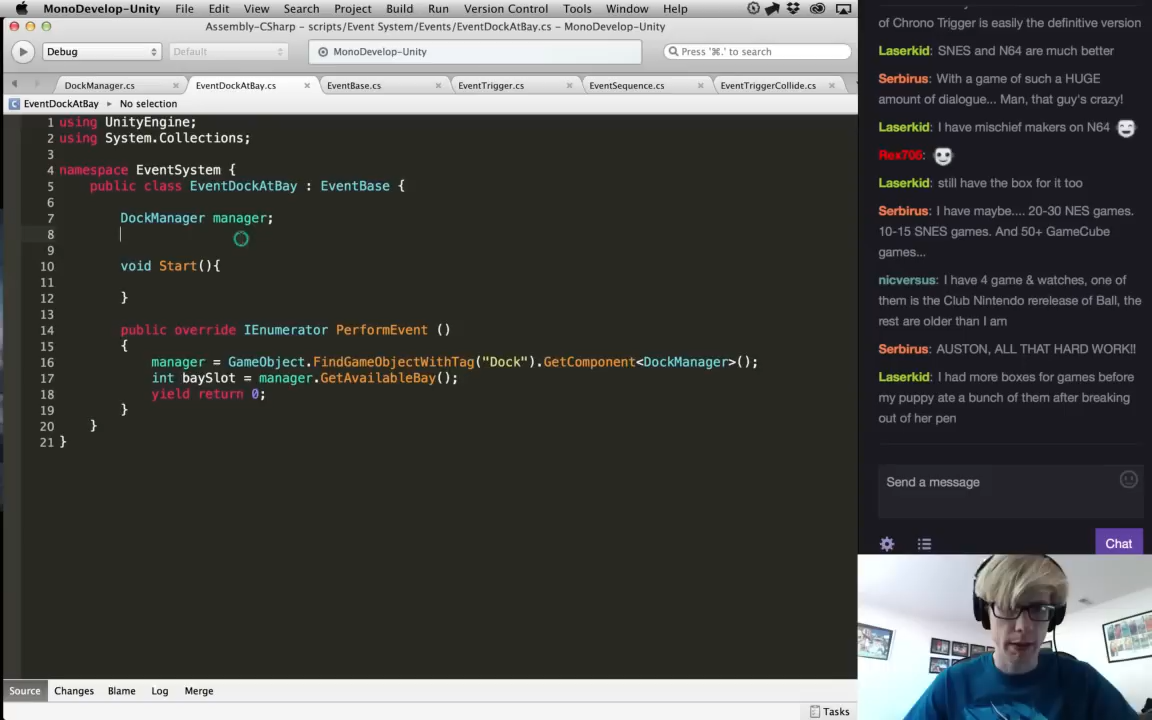 MonoDevelop-Unity File Edit View Search Project Build Run Version Control Tools Window Help
Assembly-CSharp – scripts/Event System/Events/EventDockAtBay.cs – MonoDevelop-Unity
Debug Default MonoDevelop-Unity Press '⌘.' to search
DockManager.cs EventDockAtBay.cs EventBase.cs EventTrigger.cs EventSequence.cs EventTriggerCollide.cs
EventDockAtBay ▸ No selection
1 using UnityEngine;
2 using System.Collections;
3
4 namespace EventSystem {
5 public class EventDockAtBay : EventBase {
6
7 DockManager manager;
8
9
10 void Start(){
11
12 }
13
14 public override IEnumerator PerformEvent ()
15 {
16 manager = GameObject.FindGameObjectWithTag("Dock").GetComponent<DockManager>();
17 int baySlot = manager.GetAvailableBay();
18 yield return 0;
19 }
20 }
21 }
Source Changes Blame Log Merge
Tasks
of Chrono Trigger is easily the definitive version
Laserkid: SNES and N64 are much better
Serbirus: With a game of such a HUGE
amount of dialogue... Man, that guy's crazy!
Laserkid: I have mischief makers on N64
Rex705:
Laserkid: still have the box for it too
Serbirus: I have maybe.... 20-30 NES games.
10-15 SNES games. And 50+ GameCube
games...
nicversus: I have 4 game & watches, one of
them is the Club Nintendo rerelease of Ball, the
rest are older than I am
Serbirus: AUSTON, ALL THAT HARD WORK!!
Laserkid: I had more boxes for games before
my puppy ate a bunch of them after breaking
out of her pen
Send a message
Chat